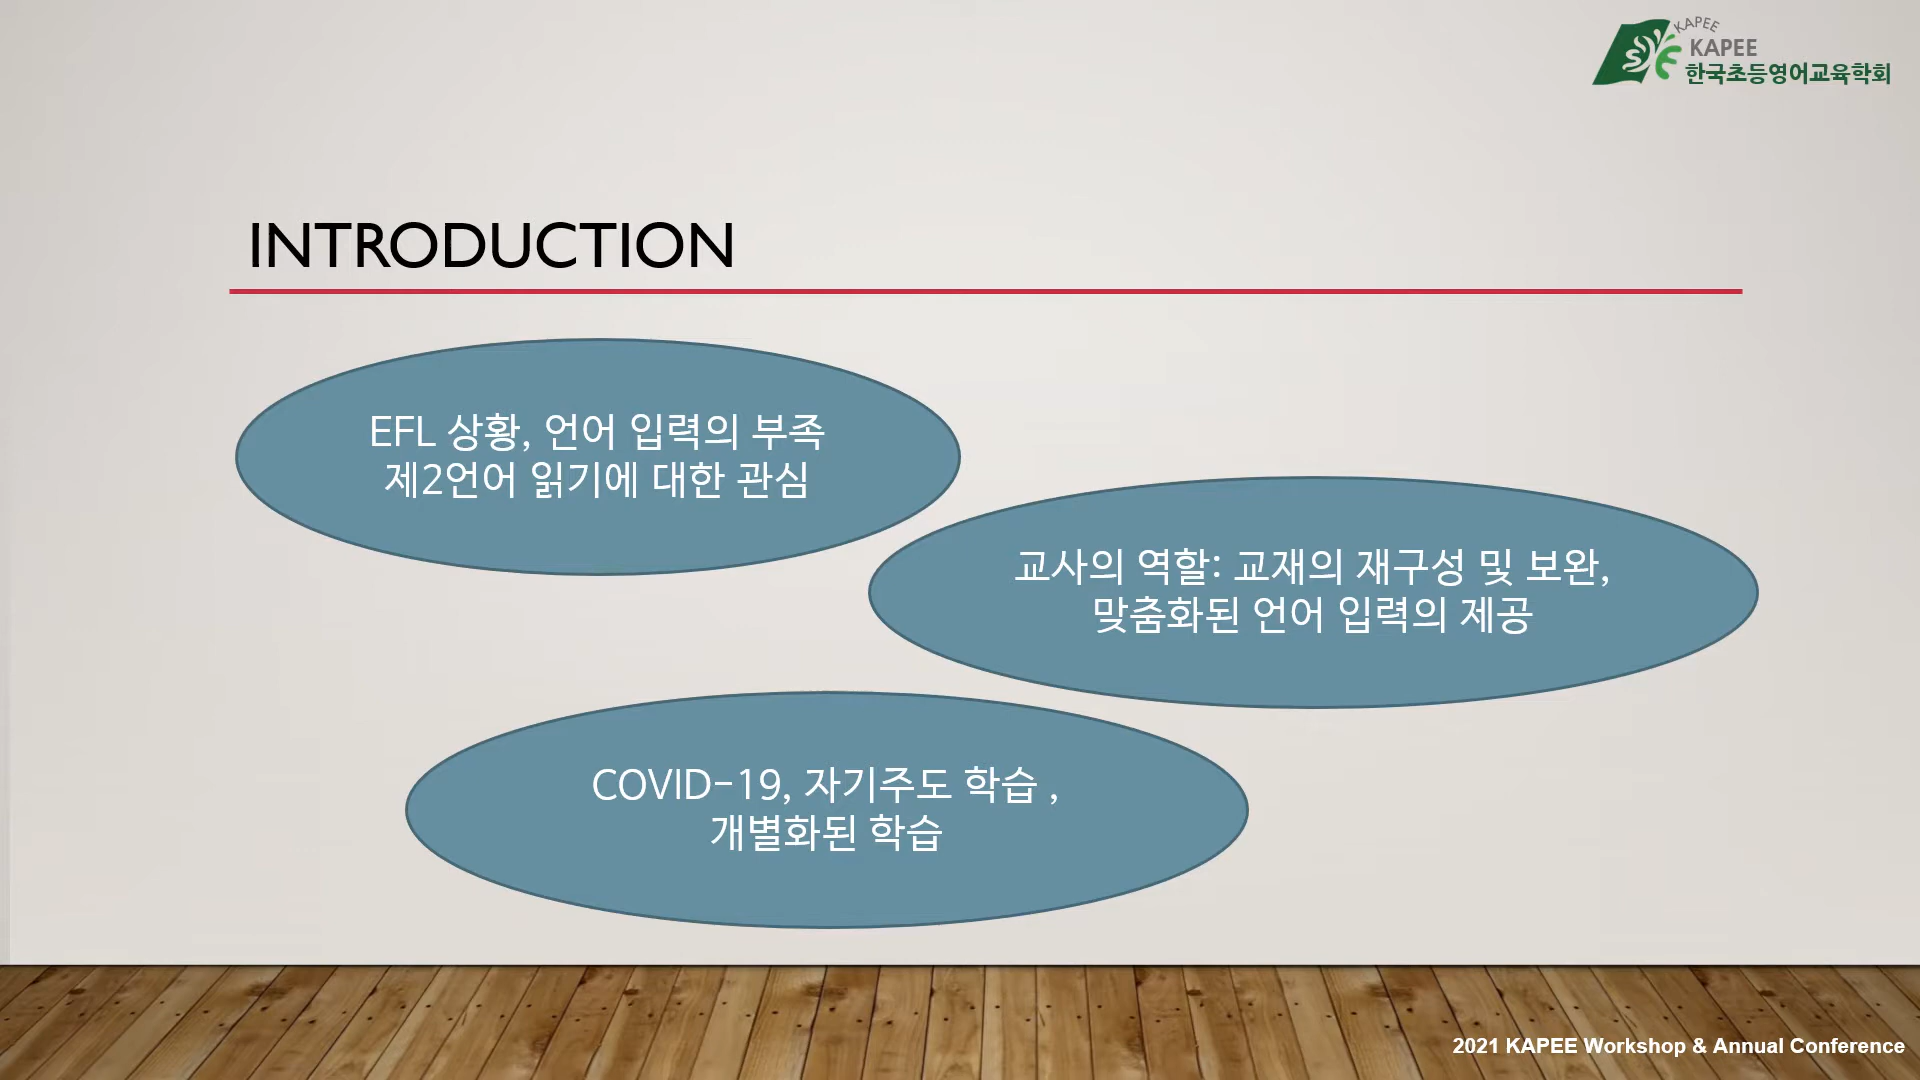 KAPEE
KAPEE
한국초등영어교육학회
INTRODUCTION
EFL 상황, 언어 입력의 부족
제2언어 읽기에 대한 관심
교사의 역할: 교재의 재구성 및 보완,
맞춤화된 언어 입력의 제공
COVID-19, 자기주도 학습 ,
개별화된 학습
2021 KAPEE Workshop & Annual Conference